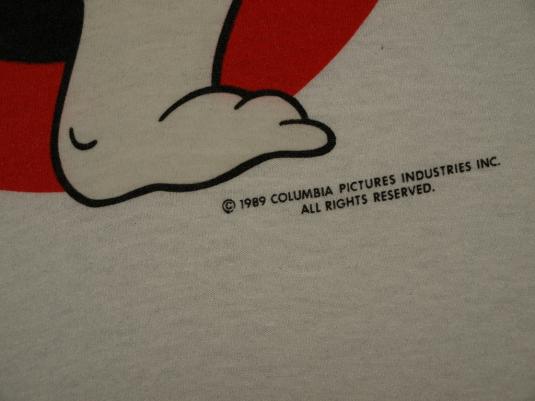 © 1989 COLUMBIA PICTURES INDUSTRIES INC.
ALL RIGHTS RESERVED.